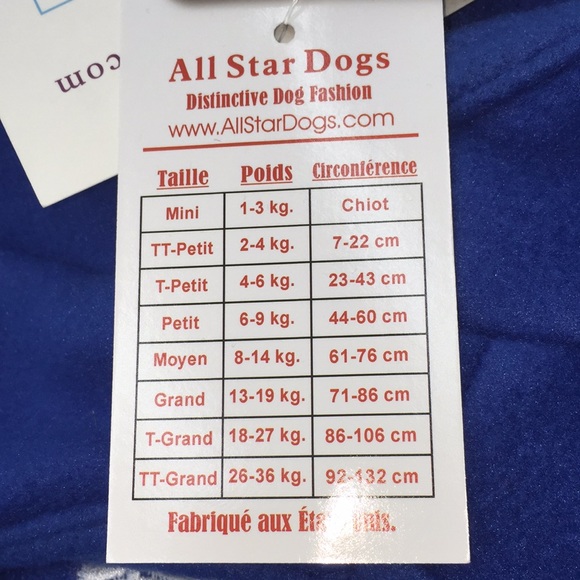 .com
All Star Dogs
Distinctive Dog Fashion
www.AllStarDogs.com
Taille Poids Circonférence
Mini 1-3 kg. Chiot
TT-Petit 2-4 kg. 7-22 cm
T-Petit 4-6 kg. 23-43 cm
Petit 6-9 kg. 44-60 cm
Moyen 8-14 kg. 61-76 cm
Grand 13-19 kg. 71-86 cm
T-Grand 18-27 kg. 86-106 cm
TT-Grand 26-36 kg. 92-132 cm
Fabriqué aux États Unis.